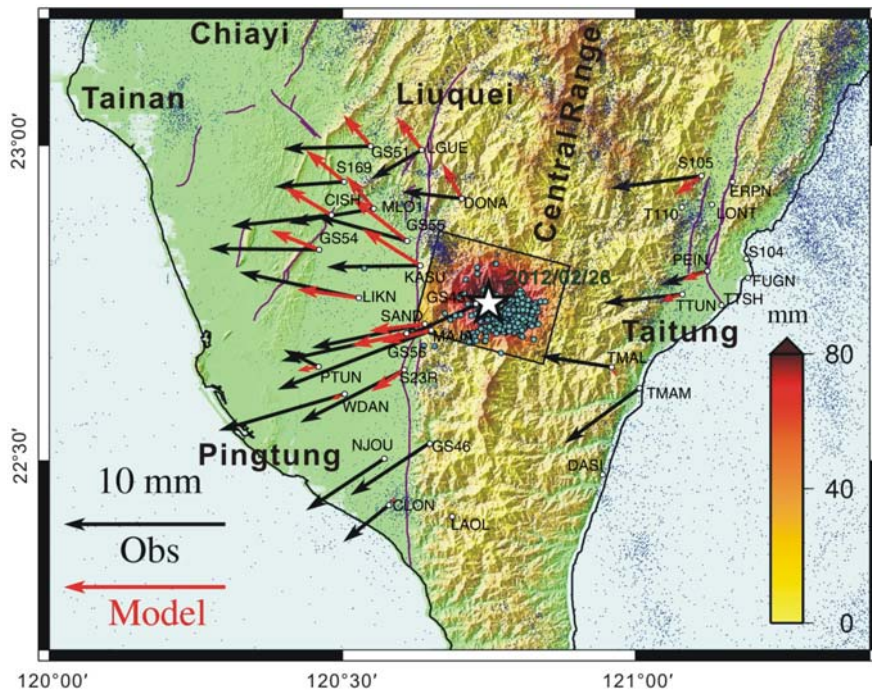 Chiayi
Tainan
Liuquei
Central Range
23°00'
GS51
LGUE
S169
S105
CISH
MLO1
DONA
ERPN
T110
LONT
GS55
GS54
PEIN
S104
KASU
2012/02/26
FUGN
LIKN
GS4
TTUN
TTSH
mm
SAND
MAJA
Taitung
80
GS56
PTUN
S23R
TMAL
WDAN
TMAM
Pingtung
NJOU
GS46
22°30'
DASI
10 mm
40
CLON
LAOL
Obs
Model
0
120°00'
120°30'
121°00'